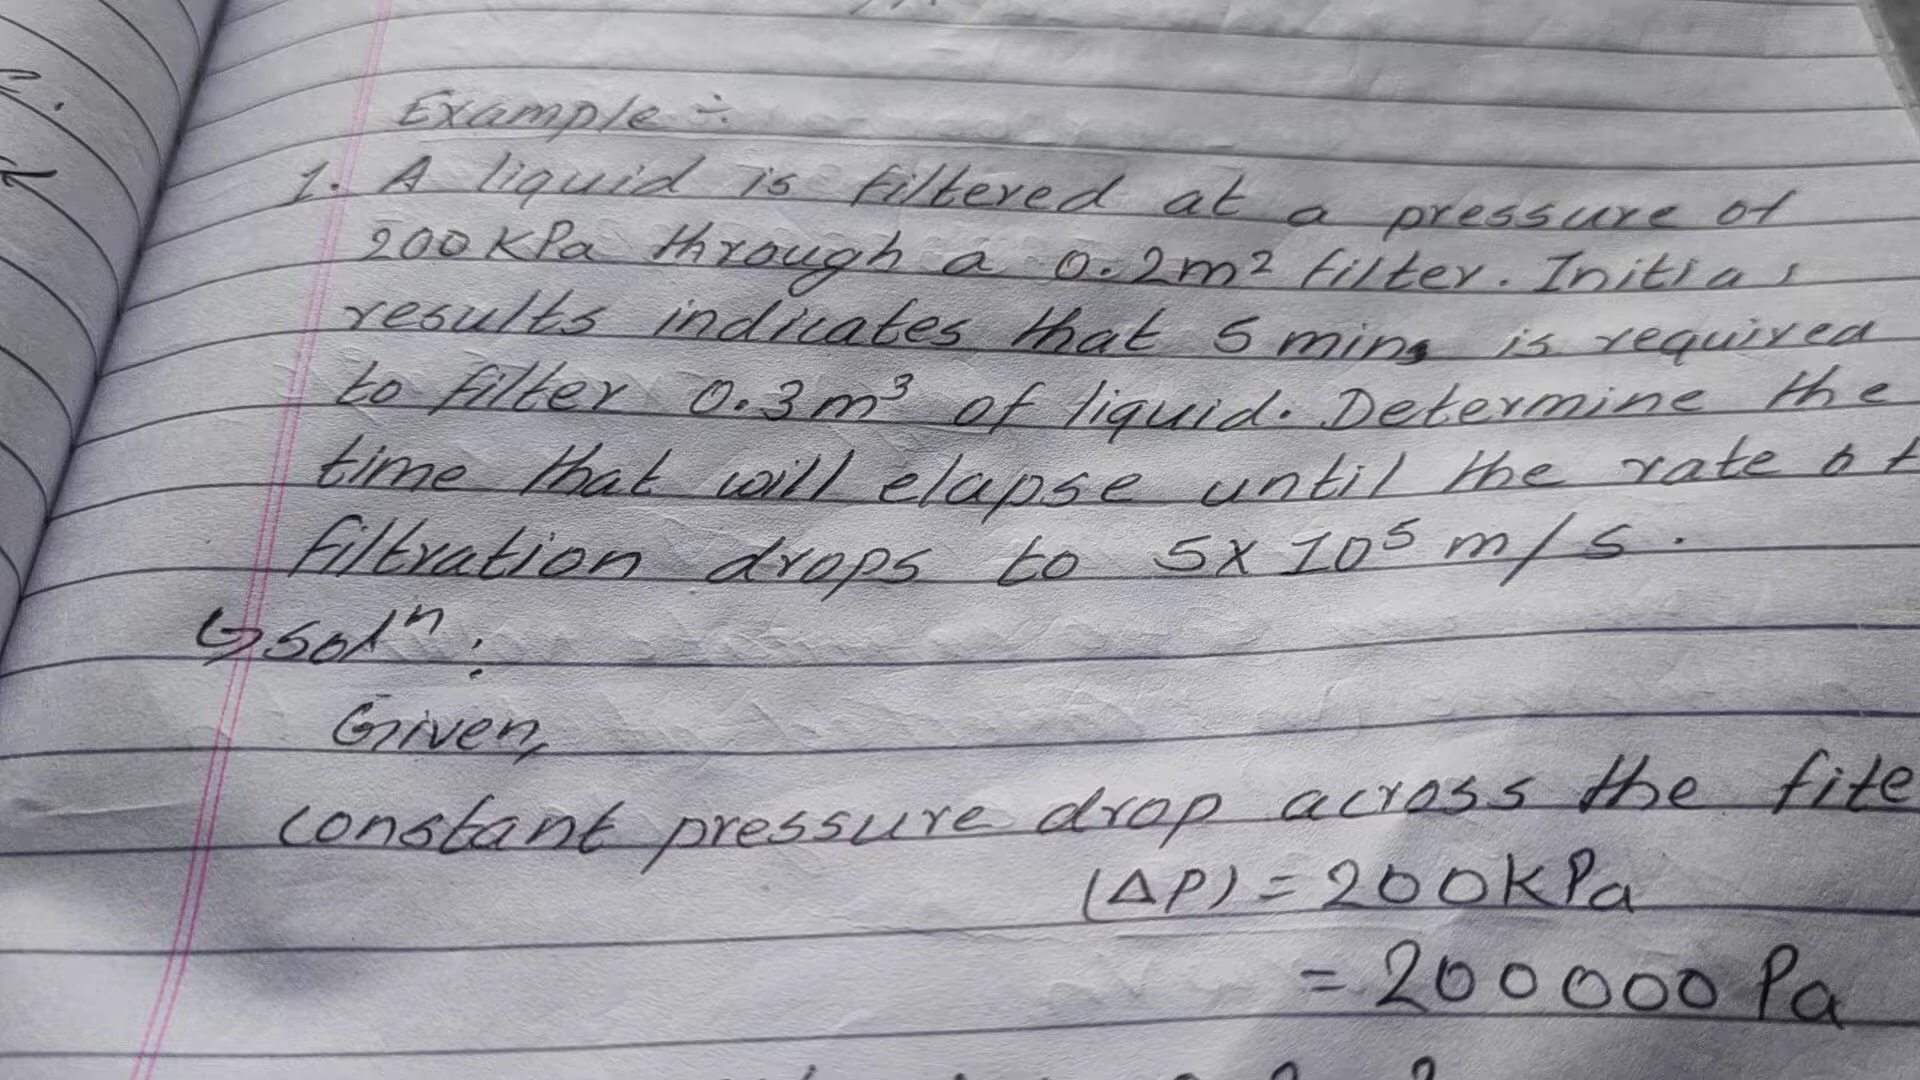 Example ÷
1. A liquid is filtered at a pressure of
200 KPa through a 0.2m² filter. Initial
results indicates that 5 mins is required
to filter 0.3m³ of liquid. Determine the
time that will elapse until the rate of
filtration drops to 5X10⁵ m/s.
↳ Solⁿ:
Given,
constant pressure drop across the fite
(ΔP) = 200KPa
= 200000 Pa